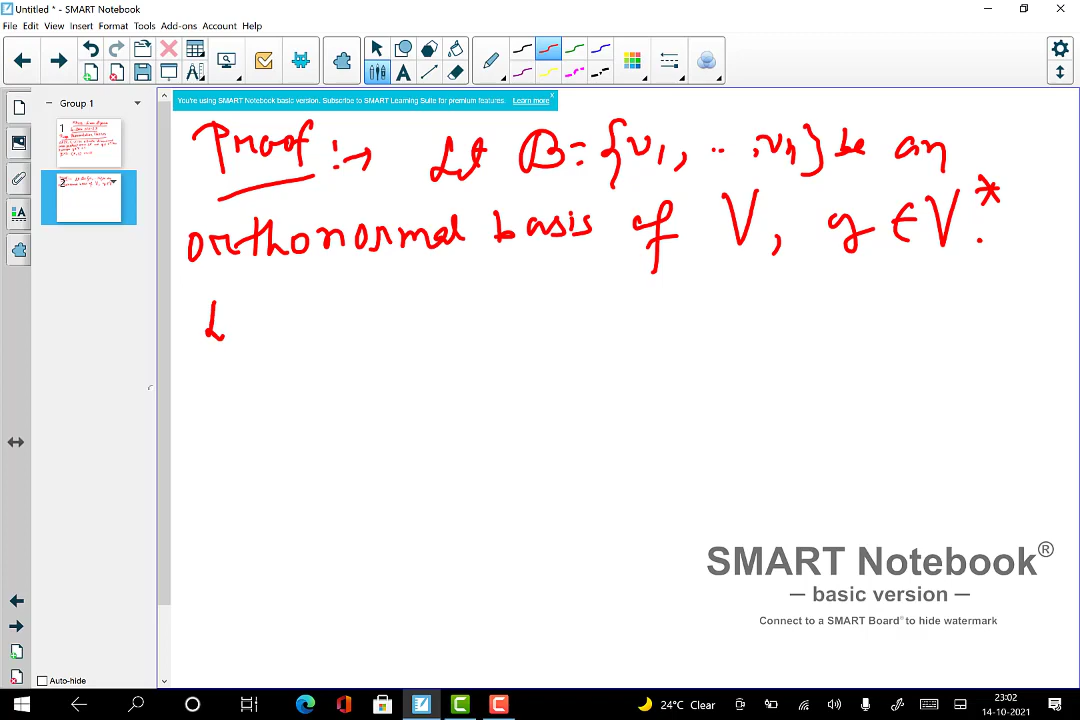 Untitled * - SMART Notebook
File Edit View Insert Format Tools Add-ons Account Help
Group 1
You're using SMART Notebook basic version. Subscribe to SMART Learning Suite for premium features. Learn more
x
1
2
Proof :→ Let B = {v1, .. ,vn} be an
orthonormal basis of V, g ∈ V*.
L
SMART Notebook®
— basic version —
Connect to a SMART Board® to hide watermark
Auto-hide
24°C Clear
23:02
14-10-2021